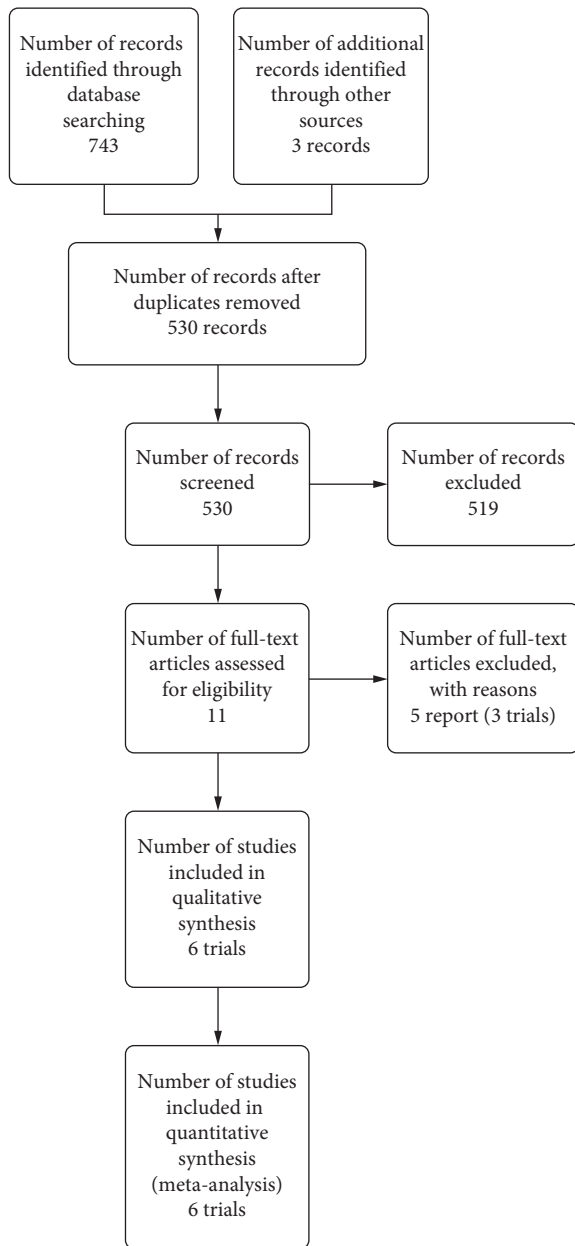 Number of records
identified through
database
searching
743
Number of additional
records identified
through other
sources
3 records
Number of records after
duplicates removed
530 records
Number of records
screened
530
Number of records
excluded
519
Number of full-text
articles assessed
for eligibility
11
Number of full-text
articles excluded,
with reasons
5 report (3 trials)
Number of studies
included in
qualitative
synthesis
6 trials
Number of studies
included in
quantitative
synthesis
(meta-analysis)
6 trials